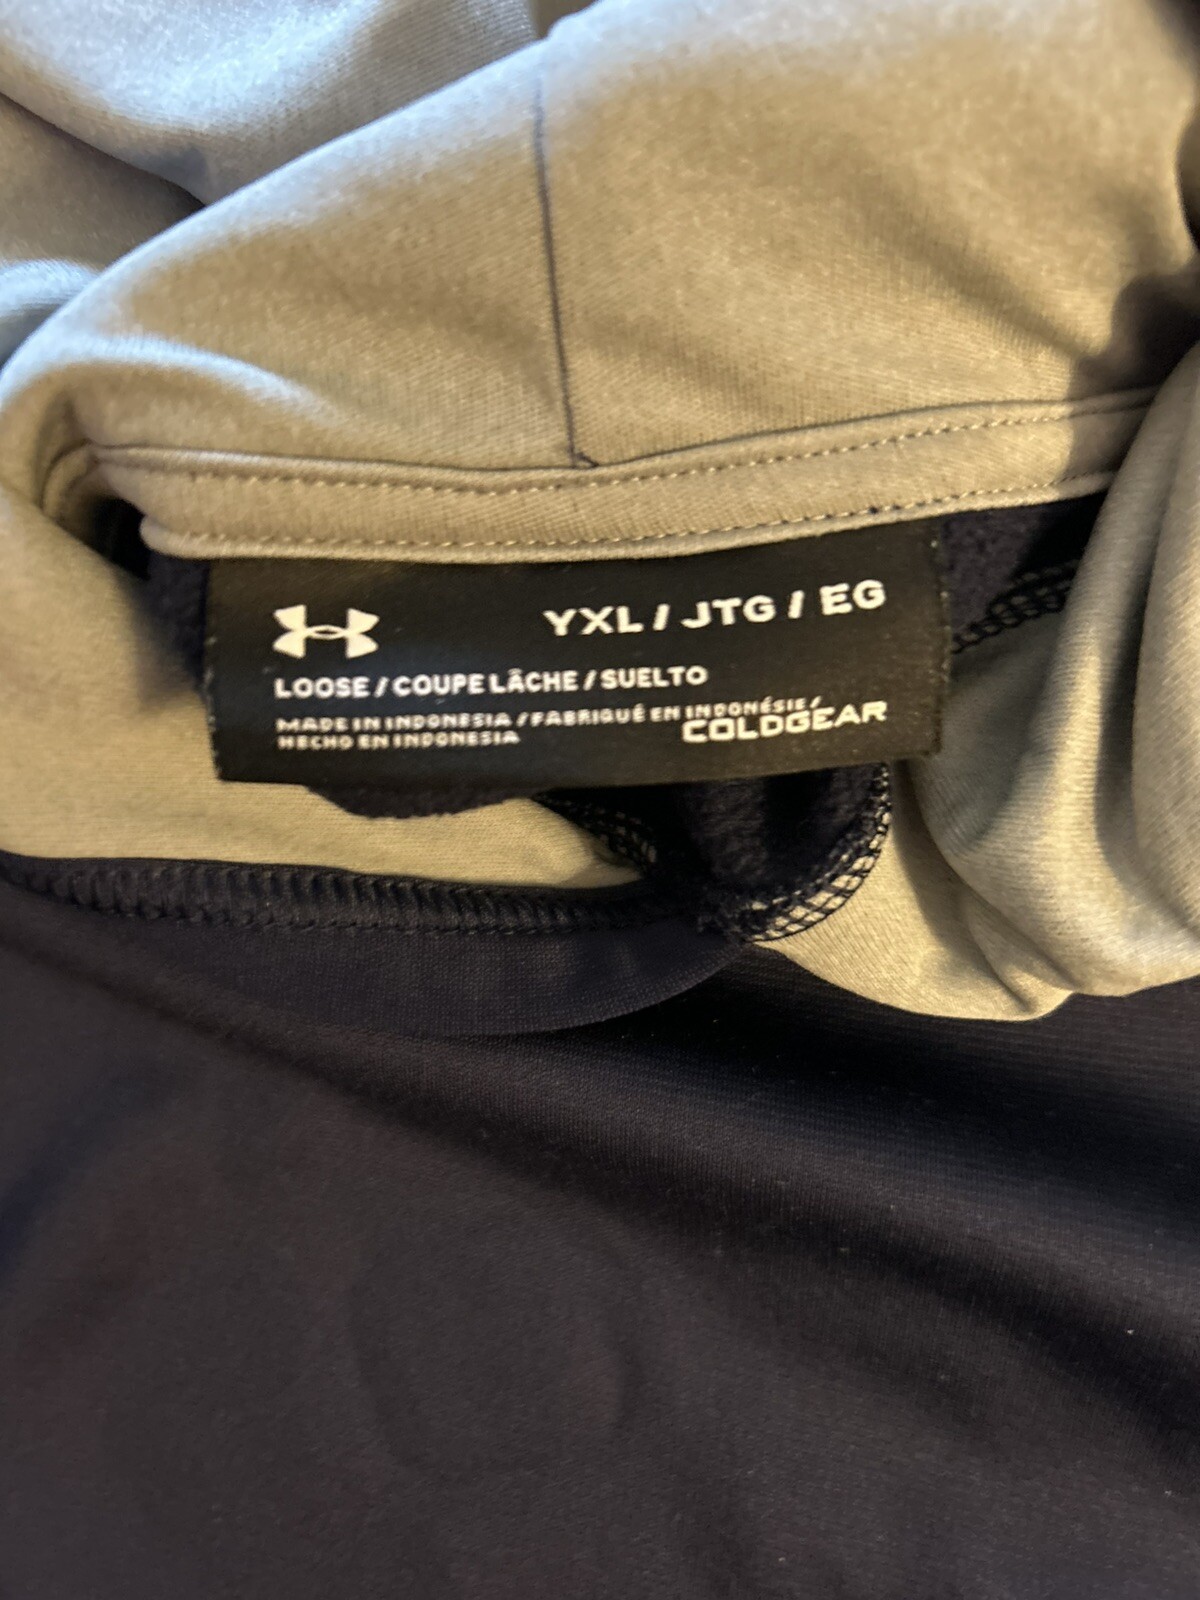 YXL / JTG / EG
LOOSE / COUPE LÂCHE / SUELTO
MADE IN INDONESIA / FABRIQUÉ EN INDONÉSIE /
HECHO EN INDONESIA
COLDGEAR